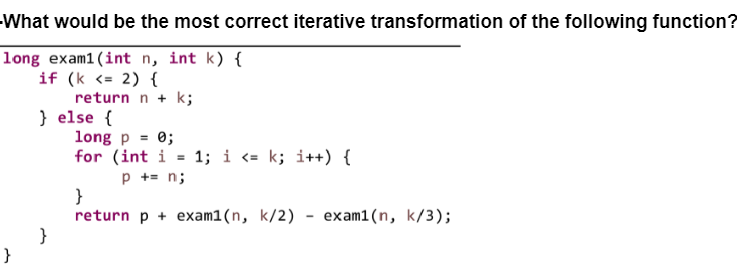 -What would be the most correct iterative transformation of the following function?
long exam1(int n, int k) {
    if (k <= 2) {
        return n + k;
    } else {
        long p = 0;
        for (int i = 1; i <= k; i++) {
            p += n;
        }
        return p + exam1(n, k/2) - exam1(n, k/3);
    }
}